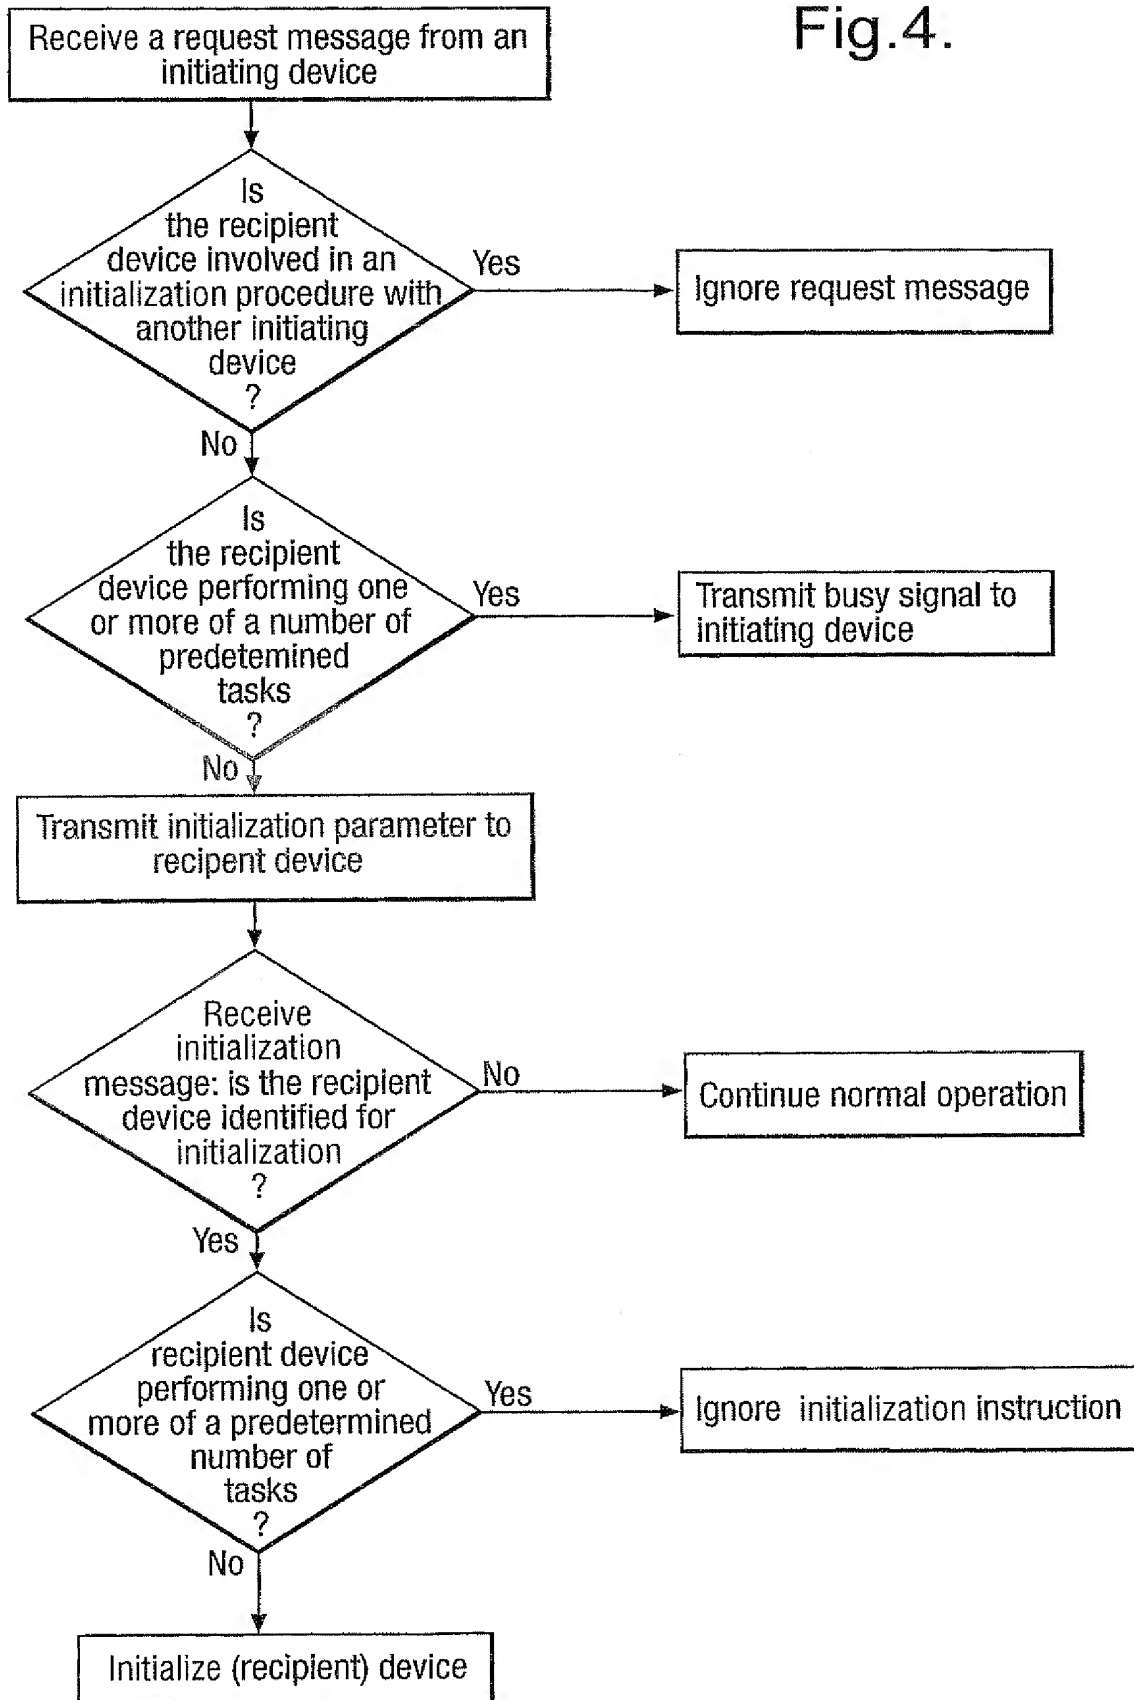 Fig.4.
Receive a request message from an
initiating device
Is
the recipient
device involved in an
initialization procedure with
another initiating
device
?
Yes
Ignore request message
No
Is
the recipient
device performing one
or more of a number of
predetemined
tasks
?
Yes
Transmit busy signal to
initiating device
No
Transmit initialization parameter to
recipent device
Receive
initialization
message: is the recipient
device identified for
initialization
?
No
Continue normal operation
Yes
Is
recipient device
performing one or
more of a predetermined
number of
tasks
?
Yes
Ignore initialization instruction
No
Initialize (recipient) device